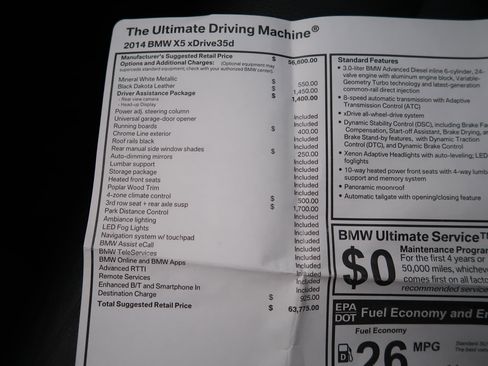 The Ultimate Driving Machine®
2014 BMW X5 xDrive35d
Manufacturer's Suggested Retail Price $ 56,600.00
Options and Additional Charges: (Optional equipment may
supercede standard equipment; check with your authorized BMW center).
Mineral White Metallic $ 550.00
Black Dakota Leather $ 1,450.00
Driver Assistance Package $ 1,400.00
- Rear view camera
- Head-up Display
Power adj. steering column Included
Universal garage-door opener Included
Running boards $ 400.00
Chrome Line exterior Included
Roof rails black Included
Rear manual side window shades $ 250.00
Auto-dimming mirrors Included
Lumbar support Included
Storage package Included
Heated front seats Included
Poplar Wood Trim Included
4-zone climate control $ 500.00
3rd row seat + rear axle susp $ 1,700.00
Park Distance Control Included
Ambiance lighting Included
LED Fog Lights Included
Navigation system w/ touchpad Included
BMW Assist eCall Included
BMW TeleServices Included
BMW Online and BMW Apps Included
Advanced RTTI Included
Remote Services Included
Enhanced B/T and Smartphone In Included
Destination Charge $ 925.00
Total Suggested Retail Price $ 63,775.00
Standard Features
• 3.0-liter BMW Advanced Diesel inline 6-cylinder, 24-
valve engine with aluminum engine block, Variable-
Geometry Turbo technology and latest-generation
common-rail direct injection
• 8-speed automatic transmission with Adaptive
Transmission Control (ATC)
• xDrive all-wheel-drive system
• Dynamic Stability Control (DSC), including Brake Fa
Compensation, Start-off Assistant, Brake Drying, an
Brake Stand-by features, with Dynamic Traction
Control (DTC), and Dynamic Brake Control
• Xenon Adaptive Headlights with auto-leveling; LED
foglights
• 10-way heated power front seats with 4-way lumb
support and memory system
• Panoramic moonroof
• Automatic tailgate with opening/closing feature
BMW Ultimate Service™
$0
Maintenance Program
For the first 4 years or
50,000 miles, whicheve
comes first on all facto
recommended service
EPA
DOT
Fuel Economy and En
Fuel Economy
D
26
MPG